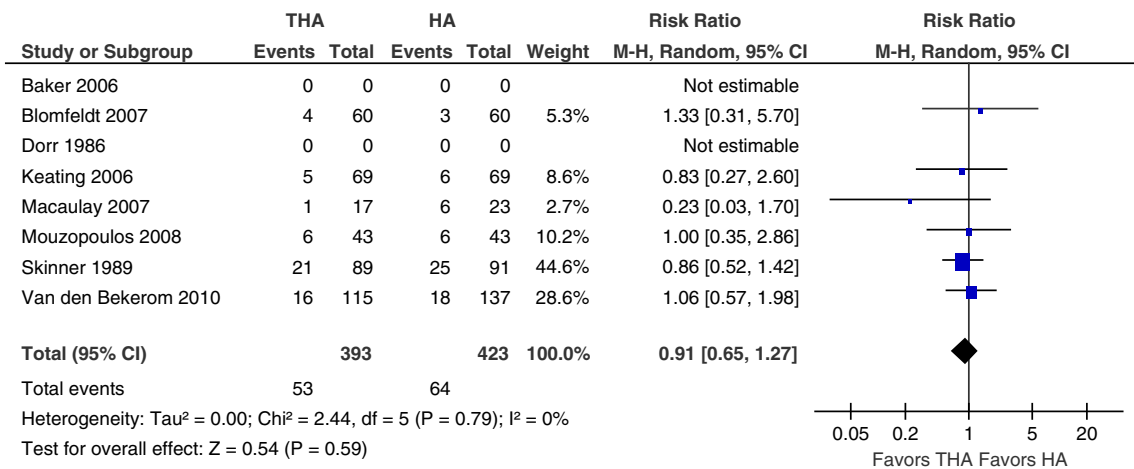 THA HA Risk Ratio Risk Ratio
Study or Subgroup Events Total Events Total Weight M-H, Random, 95% CI M-H, Random, 95% CI
Baker 2006 0 0 0 0 Not estimable
Blomfeldt 2007 4 60 3 60 5.3% 1.33 [0.31, 5.70]
Dorr 1986 0 0 0 0 Not estimable
Keating 2006 5 69 6 69 8.6% 0.83 [0.27, 2.60]
Macaulay 2007 1 17 6 23 2.7% 0.23 [0.03, 1.70]
Mouzopoulos 2008 6 43 6 43 10.2% 1.00 [0.35, 2.86]
Skinner 1989 21 89 25 91 44.6% 0.86 [0.52, 1.42]
Van den Bekerom 2010 16 115 18 137 28.6% 1.06 [0.57, 1.98]
Total (95% CI) 393 423 100.0% 0.91 [0.65, 1.27]
Total events 53 64
Heterogeneity: Tau² = 0.00; Chi² = 2.44, df = 5 (P = 0.79); I² = 0%
Test for overall effect: Z = 0.54 (P = 0.59)
0.05 0.2 1 5 20
Favors THA Favors HA